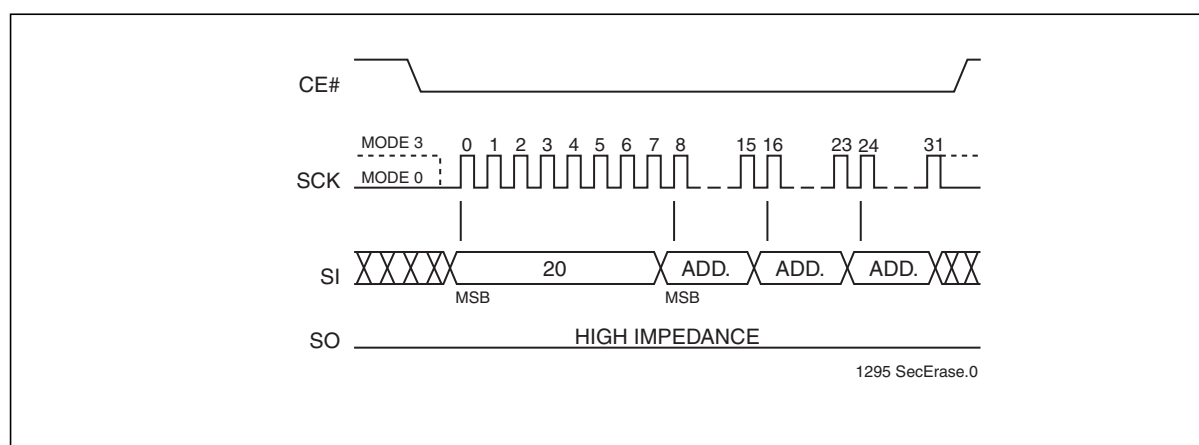 CE#
MODE 3 0 1 2 3 4 5 6 7 8 15 16 23 24 31
SCK MODE 0
SI 20 ADD. ADD. ADD.
MSB MSB
SO HIGH IMPEDANCE
1295 SecErase.0